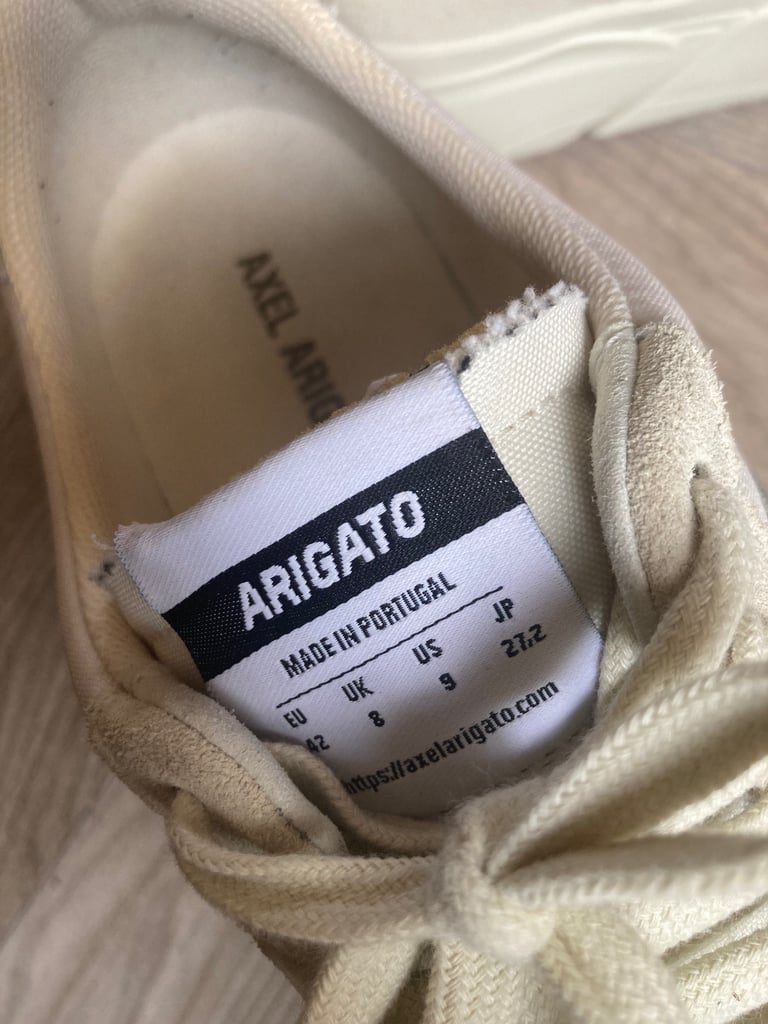 AXEL ARIG
ARIGATO
MADE IN PORTUGAL
EU UK US JP
42 8 9 27,2
https://axelarigato.com